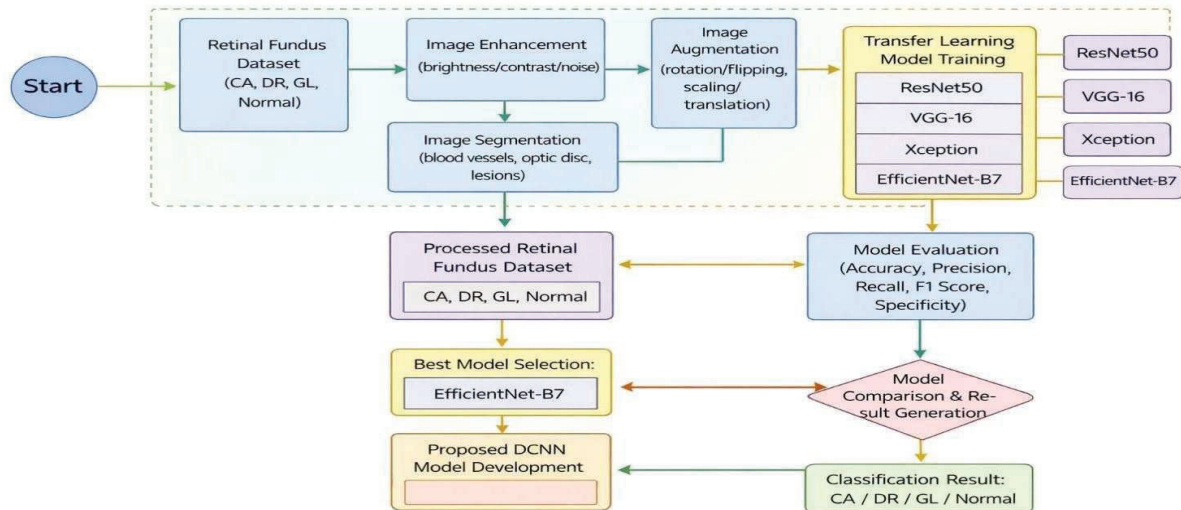 Start
Retinal Fundus
Dataset
(CA, DR, GL,
Normal)
Image Enhancement
(brightness/contrast/noise)
Image
Augmentation
(rotation/flipping,
scaling/
translation)
Transfer Learning
Model Training
ResNet50
VGG-16
Xception
EfficientNet-B7
ResNet50
VGG-16
Xception
EfficientNet-B7
Image Segmentation
(blood vessels, optic disc,
lesions)
Processed Retinal
Fundus Dataset
CA, DR, GL, Normal
Model Evaluation
(Accuracy, Precision,
Recall, F1 Score,
Specificity)
Best Model Selection:
EfficientNet-B7
Model
Comparison & Re-
sult Generation
Proposed DCNN
Model Development
Classification Result:
CA / DR / GL / Normal